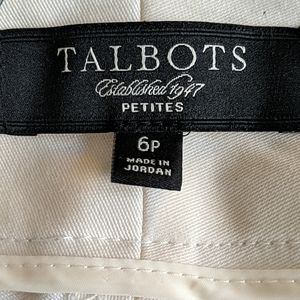 TALBOTS
Established 1947
PETITES
6P
MADE IN
JORDAN